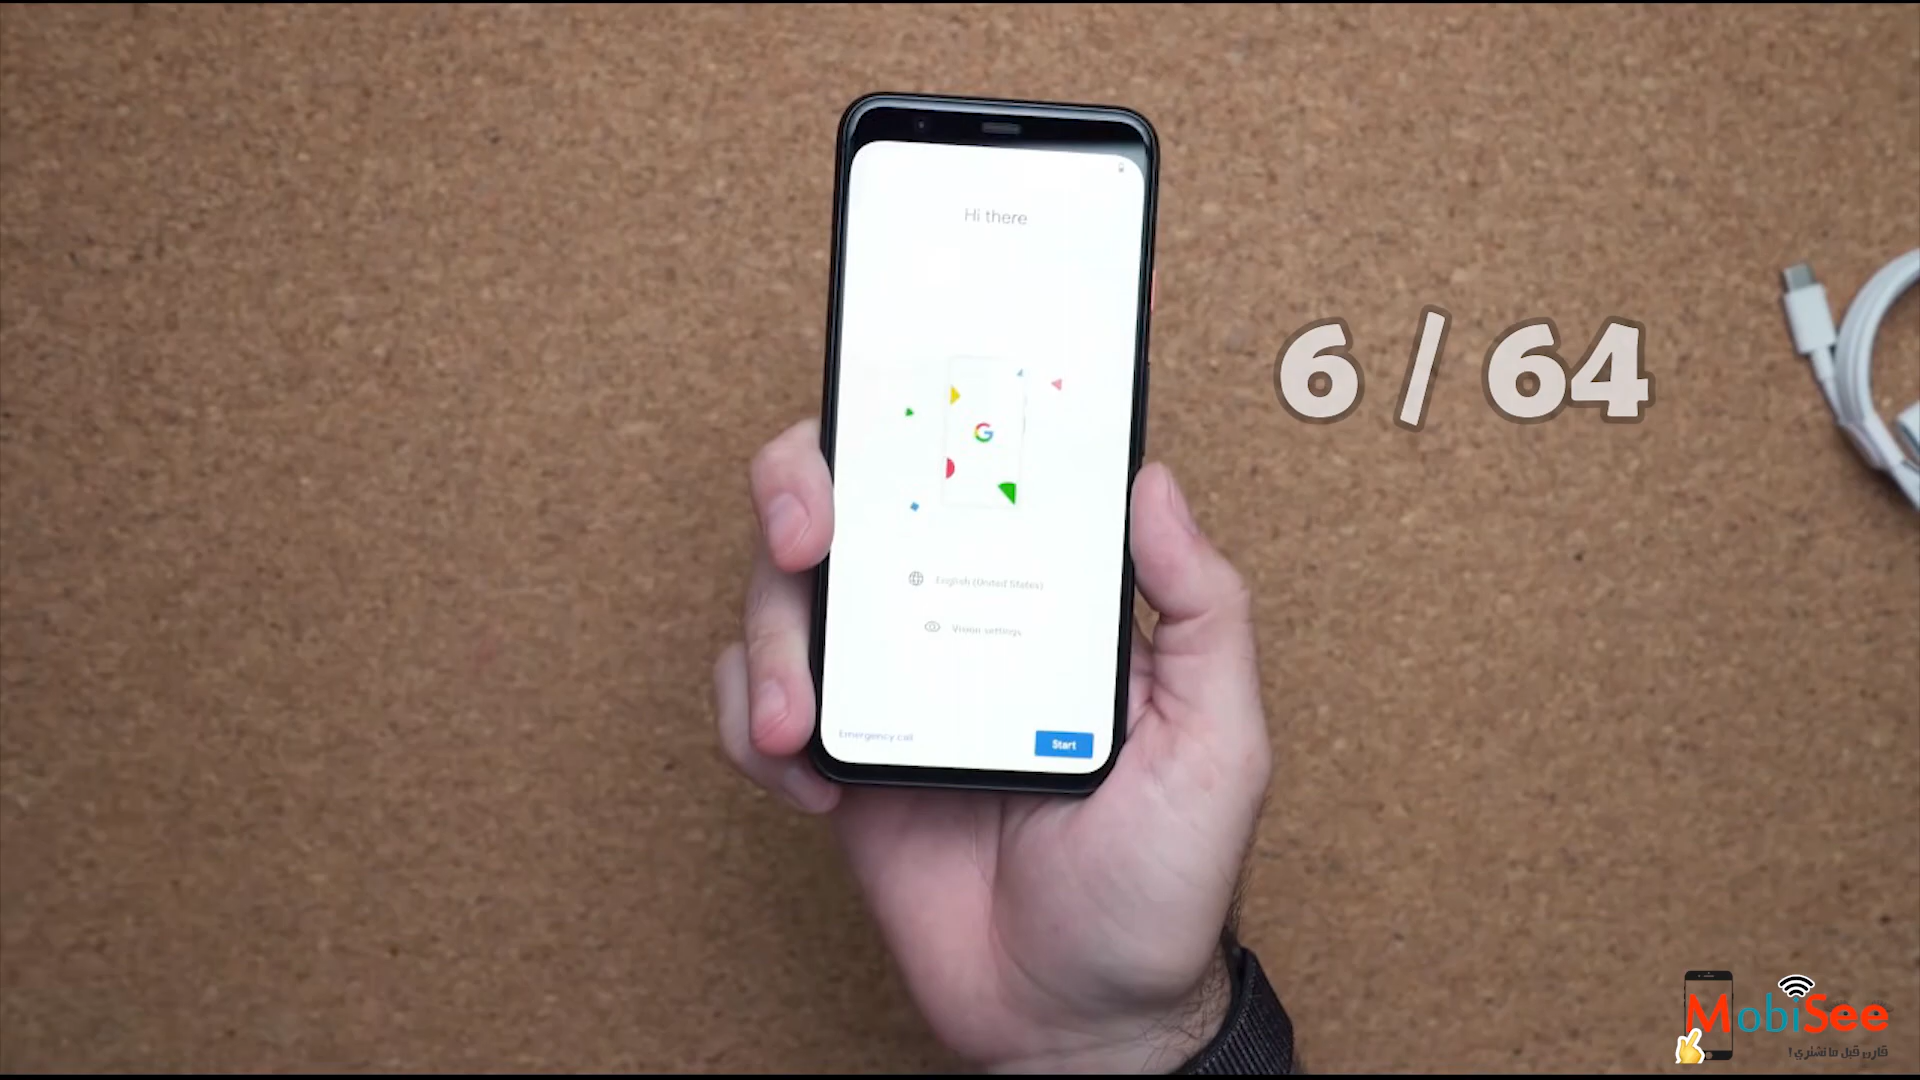 Hi there
6 / 64
G
English (United States)
Vision settings
Emergency call
Start
MobiSee
قارن قبل ما تشتري !